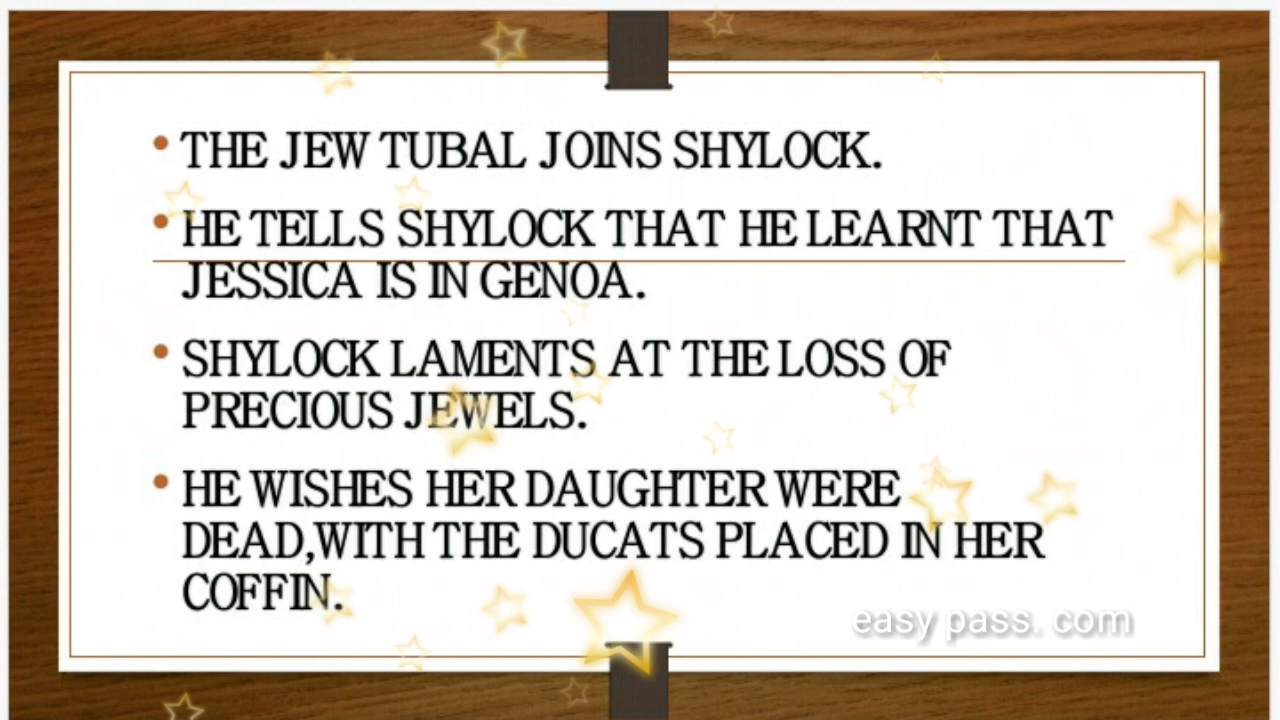 • THE JEW TUBAL JOINS SHYLOCK.
• HE TELLS SHYLOCK THAT HE LEARNT THAT
JESSICA IS IN GENOA.
• SHYLOCK LAMENTS AT THE LOSS OF
PRECIOUS JEWELS.
• HE WISHES HER DAUGHTER WERE
DEAD,WITH THE DUCATS PLACED IN HER
COFFIN.
easy pass. com